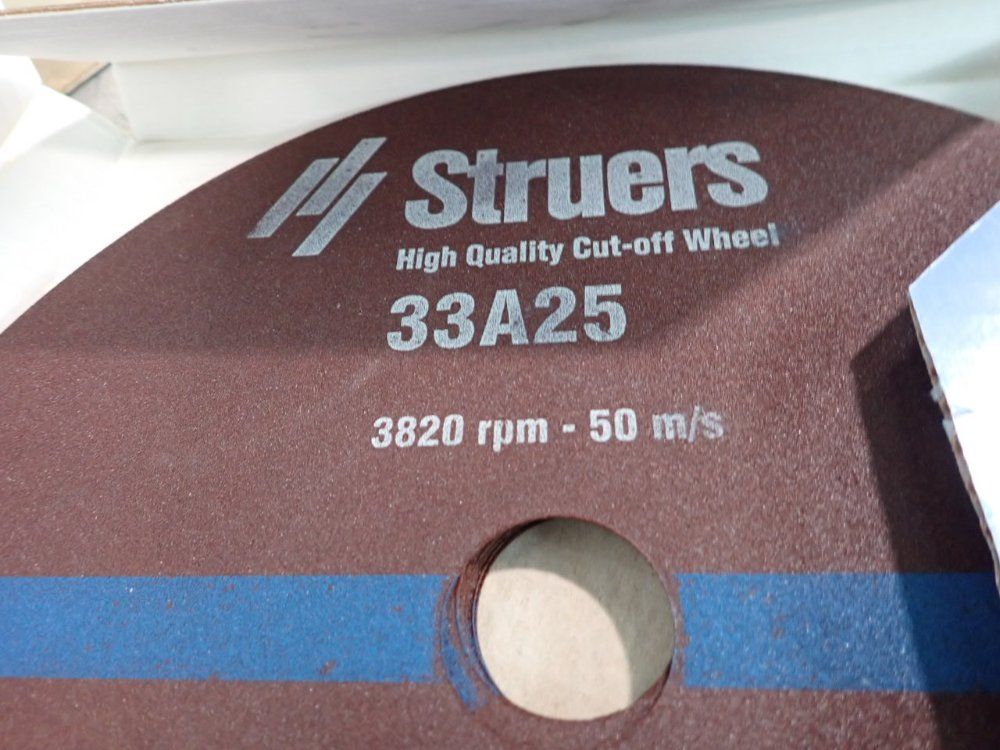 Struers
High Quality Cut-off Wheel
33A25
3820 rpm - 50 m/s